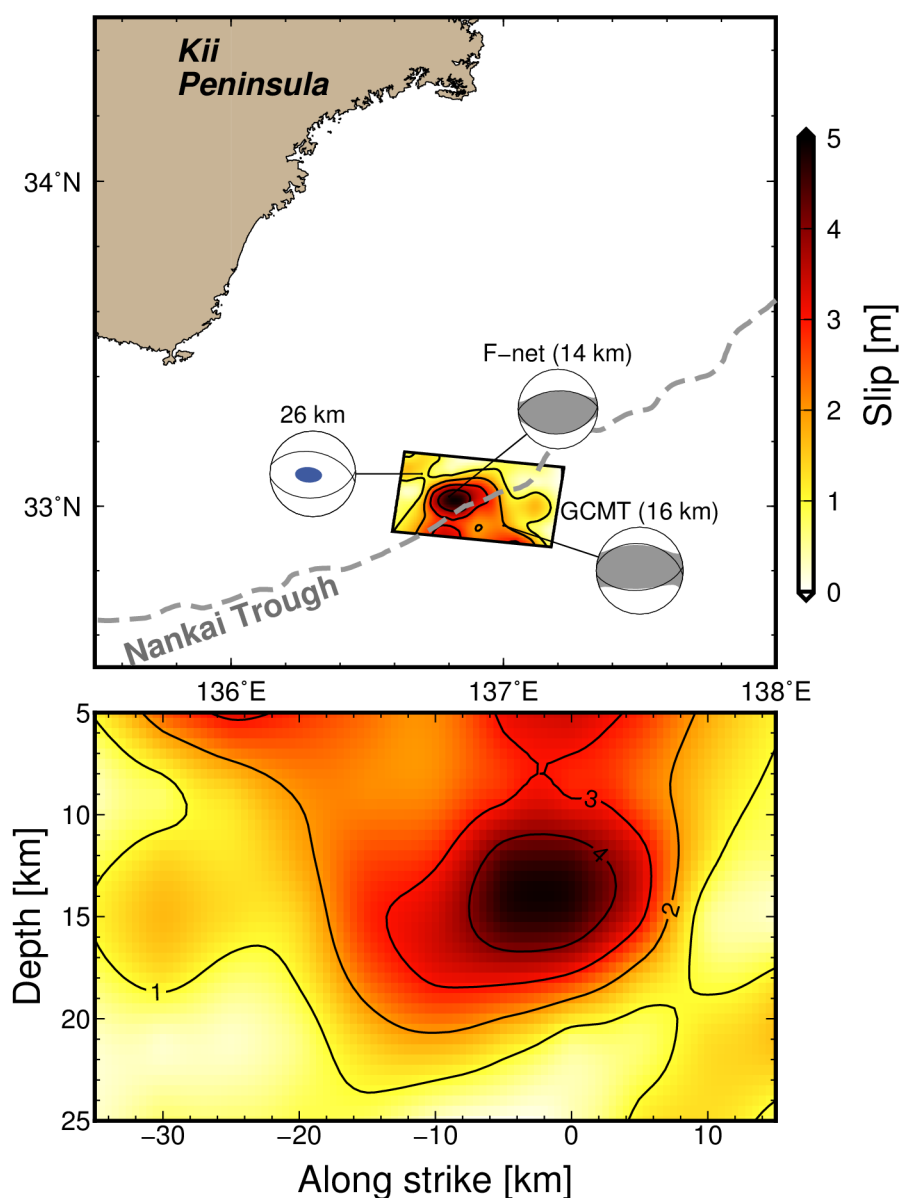 Kii
Peninsula
34°N
33°N
F−net (14 km)
26 km
GCMT (16 km)
Nankai Trough
136°E
137°E
138°E
5
4
3
2
1
0
Slip [m]
5
10
15
20
25
Depth [km]
1
2
3
4
−30
−20
−10
0
10
Along strike [km]